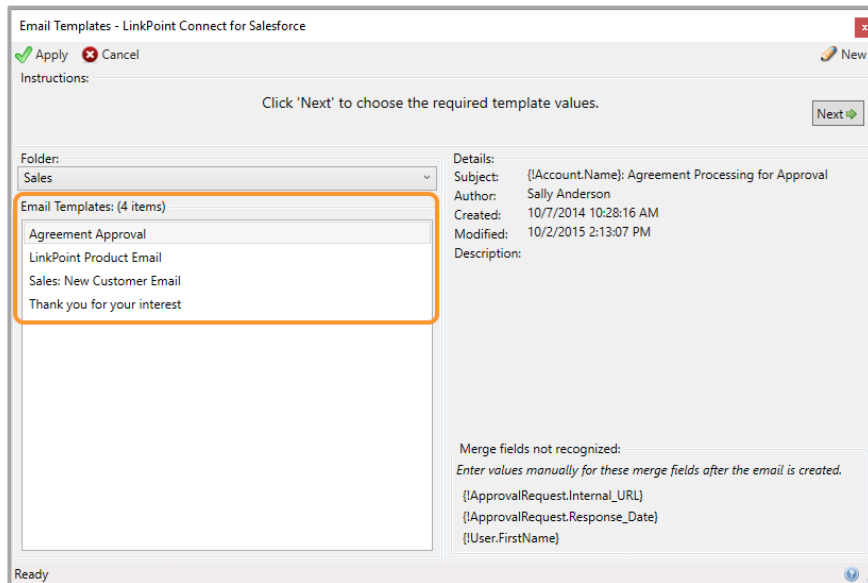 Email Templates - LinkPoint Connect for Salesforce
x
Apply Cancel New
Instructions:
Click 'Next' to choose the required template values.
Next
Folder:
Sales
Email Templates: (4 items)
Agreement Approval
LinkPoint Product Email
Sales: New Customer Email
Thank you for your interest
Details:
Subject: {!Account.Name}: Agreement Processing for Approval
Author: Sally Anderson
Created: 10/7/2014 10:28:16 AM
Modified: 10/2/2015 2:13:07 PM
Description:
Merge fields not recognized:
Enter values manually for these merge fields after the email is created.
{!ApprovalRequest.Internal_URL}
{!ApprovalRequest.Response_Date}
{!User.FirstName}
Ready
?